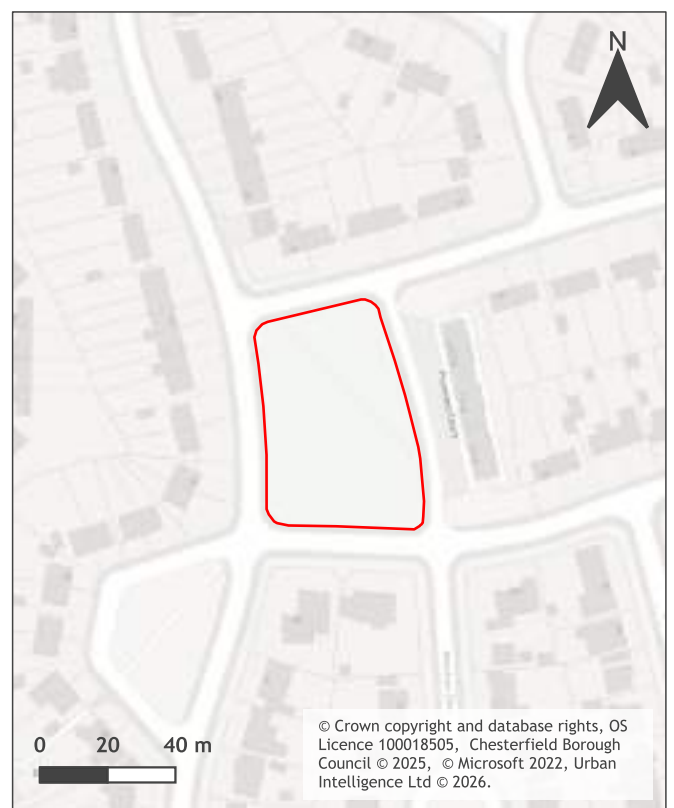 N
0 20 40 m
© Crown copyright and database rights, OS
Licence 100018505, Chesterfield Borough
Council © 2025, © Microsoft 2022, Urban
Intelligence Ltd © 2026.